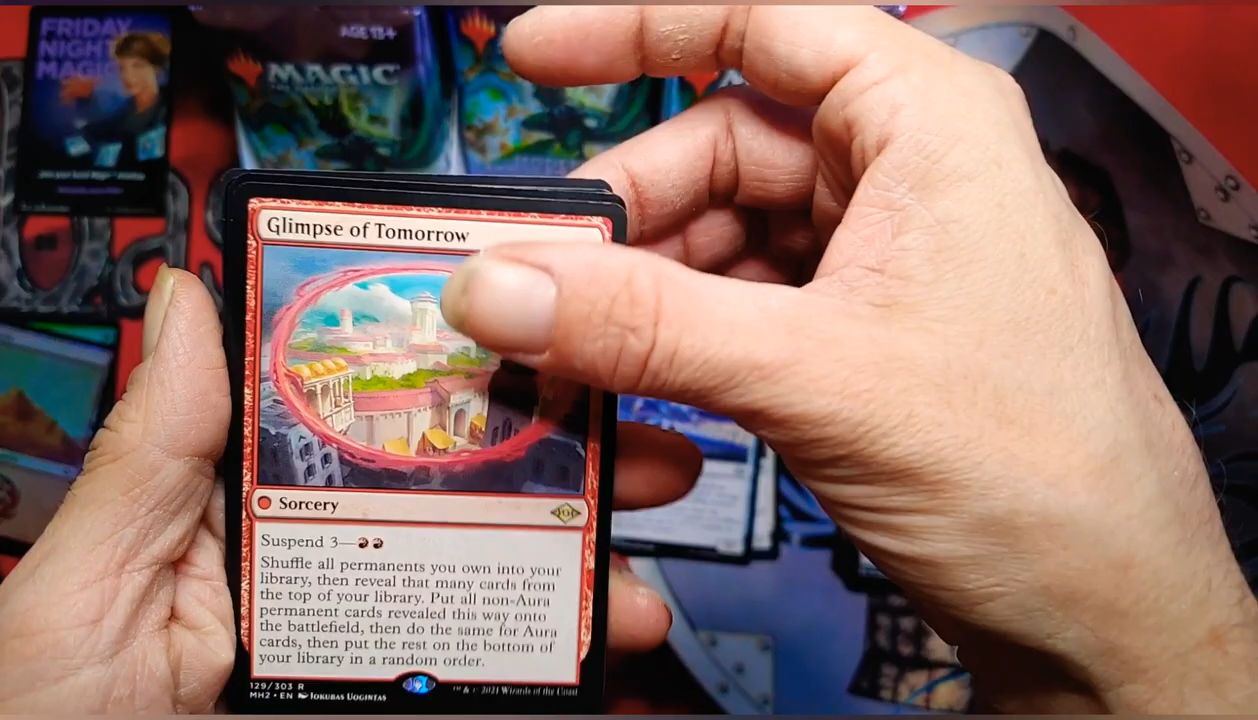 FRIDAY
NIGHT
MAGIC
AGE 13+
MAGIC
Glimpse of Tomorrow
Sorcery
Suspend 3—
Shuffle all permanents you own into your
library, then reveal that many cards from
the top of your library. Put all non-Aura
permanent cards revealed this way onto
the battlefield, then do the same for Aura
cards, then put the rest on the bottom of
your library in a random order.
129/303 R
MH2 • EN Iokubas Uogintas
™ & © 2021 Wizards of the Coast